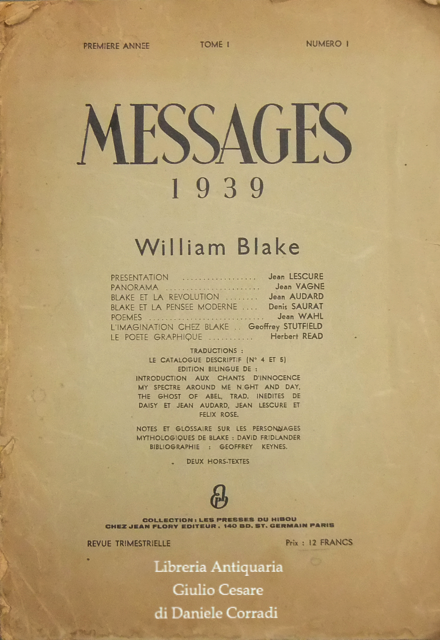 PREMIERE ANNEE TOME I NUMERO I
MESSAGES
1939
William Blake
PRESENTATION .................. Jean LESCURE
PANORAMA ........................ Jean VAGNE
BLAKE ET LA REVOLUTION ........ Jean AUDARD
BLAKE ET LA PENSEE MODERNE .... Denis SAURAT
POEMES ............................ Jean WAHL
L'IMAGINATION CHEZ BLAKE .. Geoffrey STUTFIELD
LE POETE GRAPHIQUE ........... Herbert READ
TRADUCTIONS :
LE CATALOGUE DESCRIPTIF (N° 4 ET 5)
EDITION BILINGUE DE :
INTRODUCTION AUX CHANTS D'INNOCENCE
MY SPECTRE AROUND ME NIGHT AND DAY,
THE GHOST OF ABEL, TRAD. INEDITES DE
DAISY ET JEAN AUDARD, JEAN LESCURE ET
FELIX ROSE.
NOTES ET GLOSSAIRE SUR LES PERSONNAGES
MYTHOLOGIQUES DE BLAKE : DAVID FRIDLANDER
BIBLIOGRAPHIE : GEOFFREY KEYNES.
DEUX HORS-TEXTES
COLLECTION : LES PRESSES DU HIBOU
CHEZ JEAN FLORY EDITEUR . 140 BD. ST. GERMAIN PARIS
REVUE TRIMESTRIELLE Prix : 12 FRANCS
Libreria Antiquaria
Giulio Cesare
di Daniele Corradi